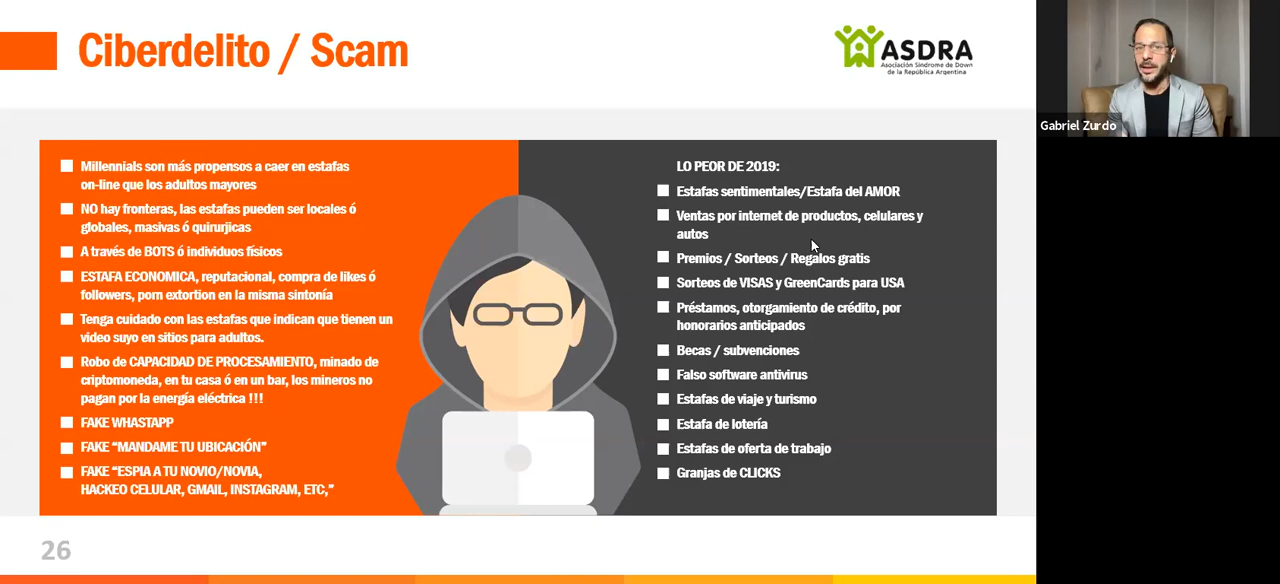 Ciberdelito / Scam
ASDRA
Asociación Síndrome de Down
de la República Argentina
Gabriel Zurdo
Millennials son más propensos a caer en estafas
on-line que los adultos mayores
NO hay fronteras, las estafas pueden ser locales ó
globales, masivas ó quirurjicas
A través de BOTS ó individuos físicos
ESTAFA ECONOMICA, reputacional, compra de likes ó
followers, porn extortion en la misma sintonía
Tenga cuidado con las estafas que indican que tienen un
video suyo en sitios para adultos.
Robo de CAPACIDAD DE PROCESAMIENTO, minado de
criptomoneda, en tu casa ó en un bar, los mineros no
pagan por la energía eléctrica !!!
FAKE WHASTAPP
FAKE “MANDAME TU UBICACIÓN”
FAKE “ESPIA A TU NOVIO/NOVIA,
HACKEO CELULAR, GMAIL, INSTAGRAM, ETC,”
LO PEOR DE 2019:
Estafas sentimentales/Estafa del AMOR
Ventas por internet de productos, celulares y
autos
Premios / Sorteos / Regalos gratis
Sorteos de VISAS y GreenCards para USA
Préstamos, otorgamiento de crédito, por
honorarios anticipados
Becas / subvenciones
Falso software antivirus
Estafas de viaje y turismo
Estafa de lotería
Estafas de oferta de trabajo
Granjas de CLICKS
26